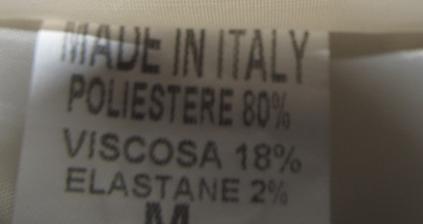 MADE IN ITALY
POLIESTERE 80%
VISCOSA 18%
ELASTANE 2%
M